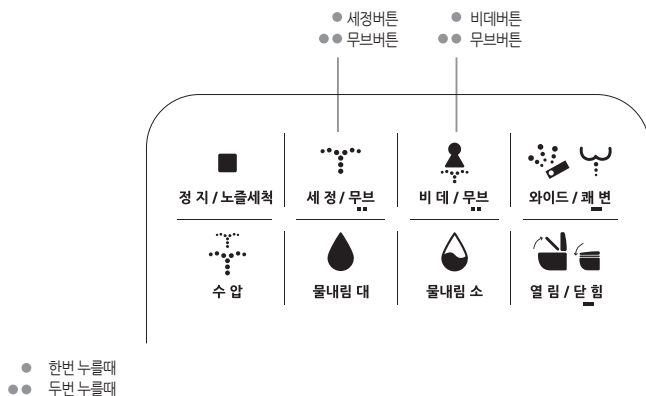 세정버튼
무브버튼
비데버튼
무브버튼
정 지 / 노즐세척
세 정 / 무브
비 데 / 무브
와이드 / 쾌 변
수 압
물내림 대
물내림 소
열 림 / 닫 힘
한번 누를때
두번 누를때